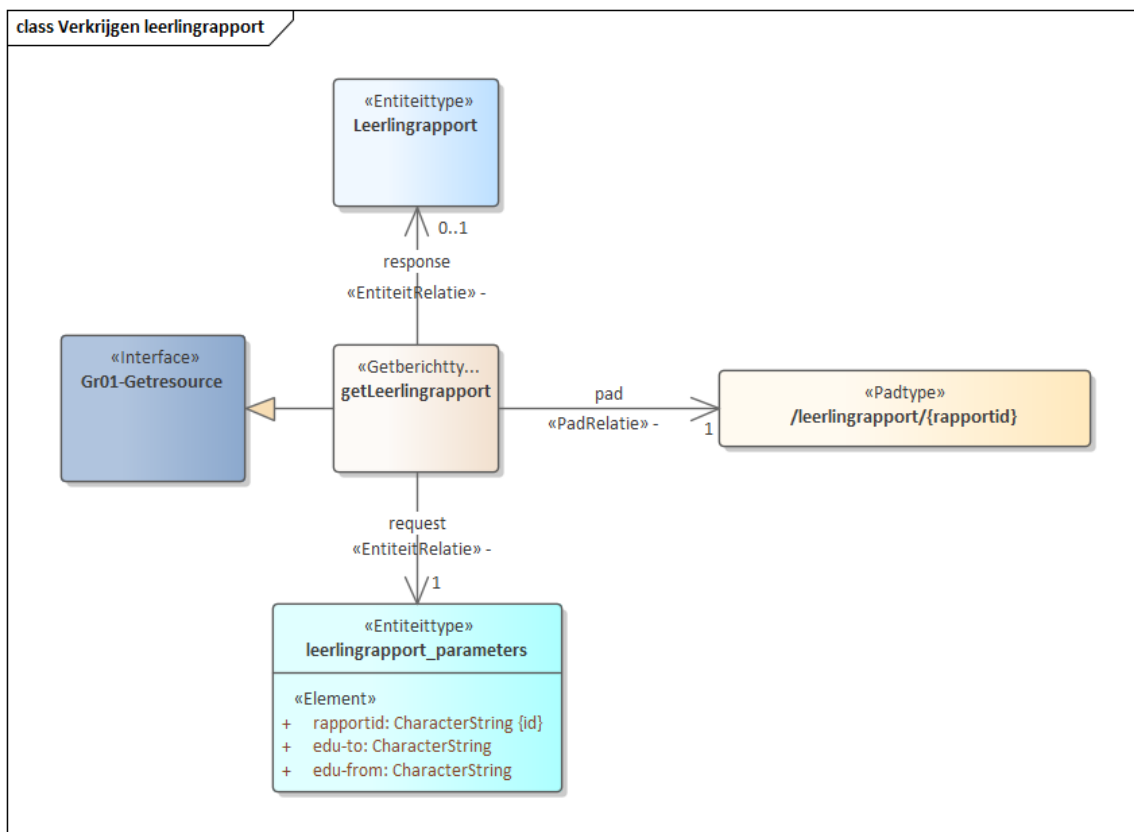 class Verkrijgen leerlingrapport
«Entiteittype»
Leerlingrapport
0..1
response
«EntiteitRelatie» -
«Interface»
Gr01-Getresource
«Getberichtty...
getLeerlingrapport
pad
«PadRelatie» -
1
«Padtype»
/leerlingrapport/{rapportid}
request
«EntiteitRelatie» -
1
«Entiteittype»
leerlingrapport_parameters
«Element»
+ rapportid: CharacterString {id}
+ edu-to: CharacterString
+ edu-from: CharacterString